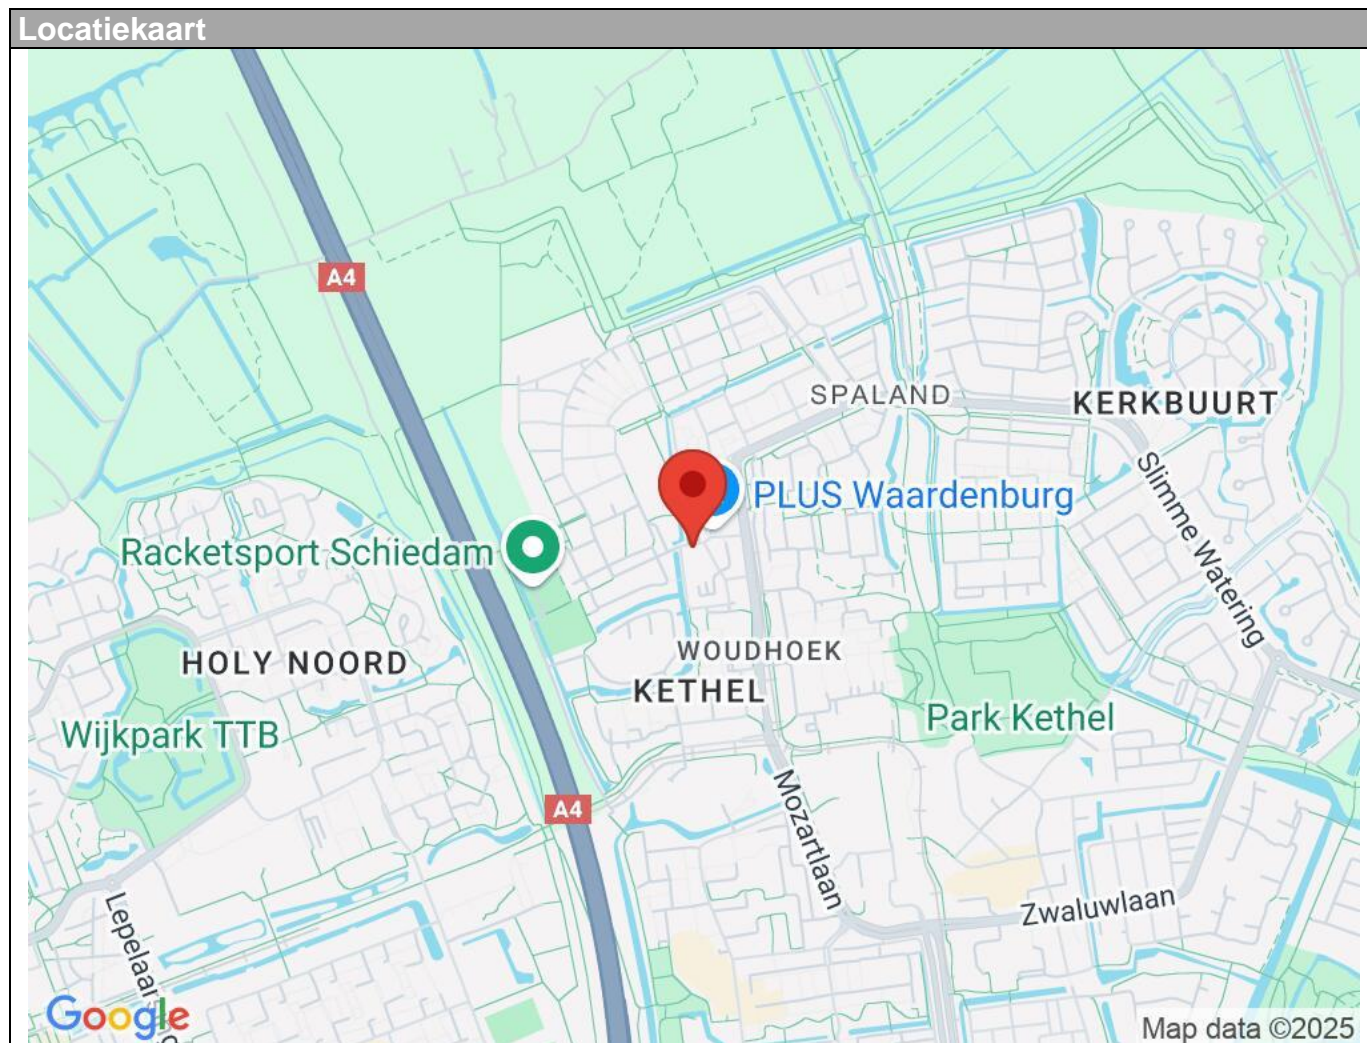 Locatiekaart
A4
SPALAND
KERKBUURT
Slimme Watering
PLUS Waardenburg
Racketsport Schiedam
WOUDHOEK
HOLY NOORD
KETHEL
Park Kethel
Wijkpark TTB
A4
Mozartlaan
Zwaluwlaan
Lepelaar
Google
Map data ©2025